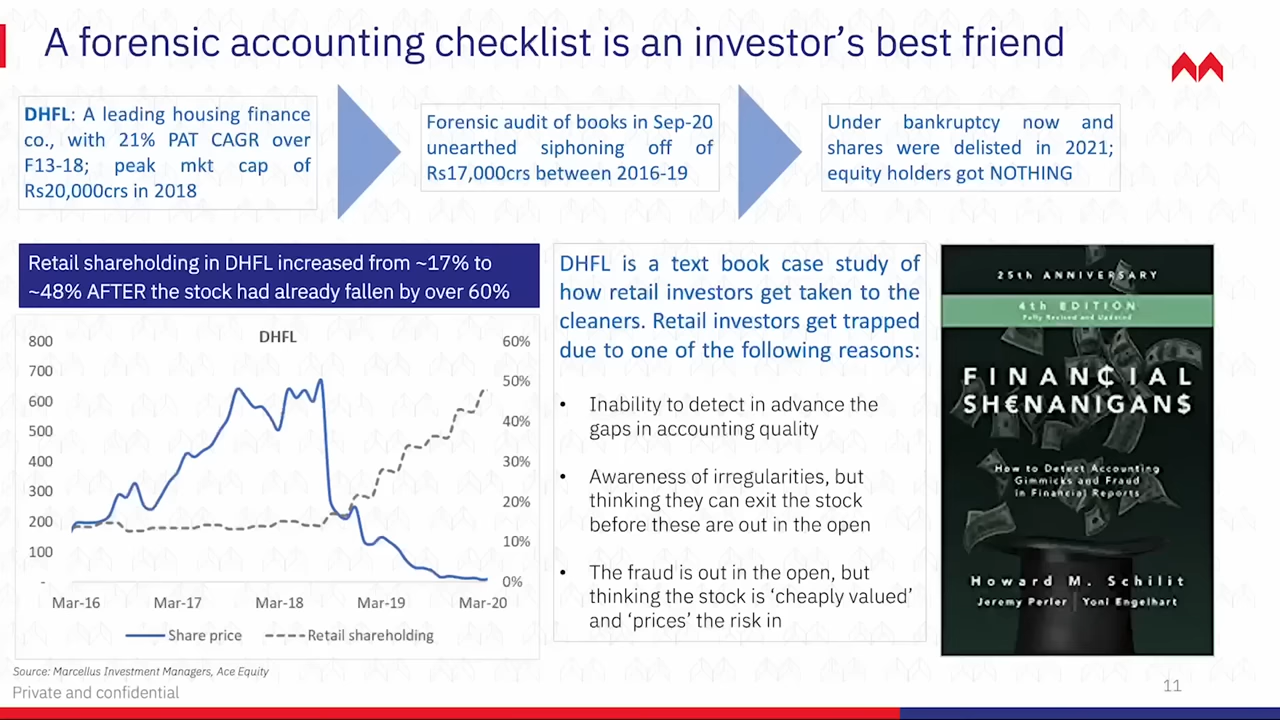 A forensic accounting checklist is an investor’s best friend
DHFL: A leading housing finance
co., with 21% PAT CAGR over
F13-18; peak mkt cap of
Rs20,000crs in 2018
Forensic audit of books in Sep-20
unearthed siphoning off of
Rs17,000crs between 2016-19
Under bankruptcy now and
shares were delisted in 2021;
equity holders got NOTHING
Retail shareholding in DHFL increased from ~17% to
~48% AFTER the stock had already fallen by over 60%
DHFL
800
700
600
500
400
300
200
100
-
60%
50%
40%
30%
20%
10%
0%
Mar-16 Mar-17 Mar-18 Mar-19 Mar-20
Share price Retail shareholding
DHFL is a text book case study of
how retail investors get taken to the
cleaners. Retail investors get trapped
due to one of the following reasons:
• Inability to detect in advance the
gaps in accounting quality
• Awareness of irregularities, but
thinking they can exit the stock
before these are out in the open
• The fraud is out in the open, but
thinking the stock is ‘cheaply valued’
and ‘prices’ the risk in
25th ANNIVERSARY
4th EDITION
Fully Revised and Updated
FINAN₵IAL
SH€NANIGAN$
How to Detect Accounting
Gimmicks and Fraud
in Financial Reports
Howard M. Schilit
Jeremy Perler | Yoni Engelhart
Source: Marcellus Investment Managers, Ace Equity
Private and confidential
11